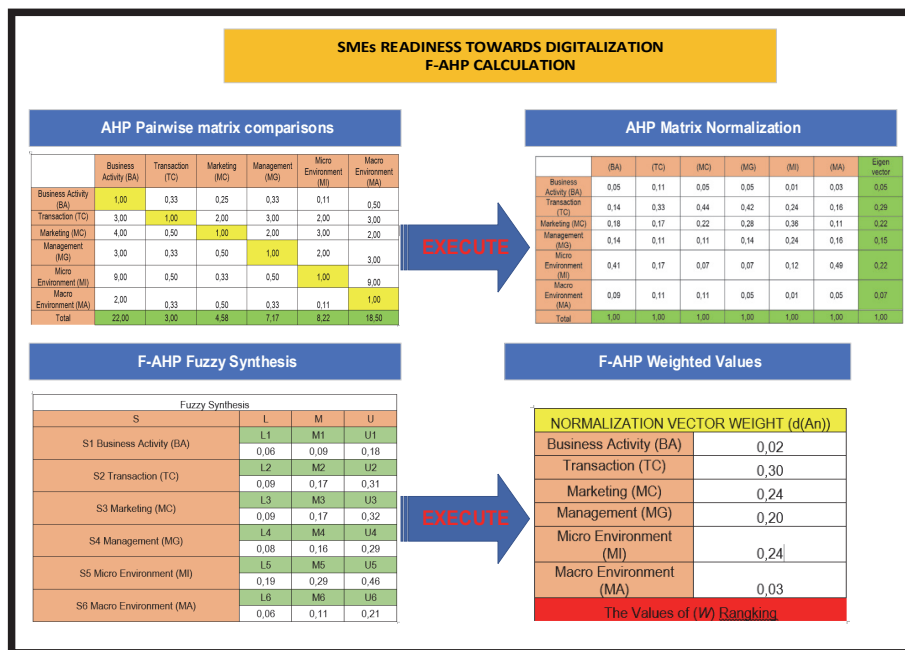 SMEs READINESS TOWARDS DIGITALIZATION
F-AHP CALCULATION
AHP Pairwise matrix comparisons
Business Activity (BA) Transaction (TC) Marketing (MC) Management (MG) Micro Environment (MI) Macro Environment (MA)
Business Activity (BA) 1,00 0,33 0,25 0,33 0,11 0,50
Transaction (TC) 3,00 1,00 2,00 3,00 2,00 3,00
Marketing (MC) 4,00 0,50 1,00 2,00 3,00 2,00
Management (MG) 3,00 0,33 0,50 1,00 2,00 3,00
Micro Environment (MI) 9,00 0,50 0,33 0,50 1,00 9,00
Macro Environment (MA) 2,00 0,33 0,50 0,33 0,11 1,00
Total 22,00 3,00 4,58 7,17 8,22 18,50
EXECUTE
AHP Matrix Normalization
(BA) (TC) (MC) (MG) (MI) (MA) Eigen vector
Business Activity (BA) 0,05 0,11 0,05 0,05 0,01 0,03 0,05
Transaction (TC) 0,14 0,33 0,44 0,42 0,24 0,16 0,29
Marketing (MC) 0,18 0,17 0,22 0,28 0,36 0,11 0,22
Management (MG) 0,14 0,11 0,11 0,14 0,24 0,16 0,15
Micro Environment (MI) 0,41 0,17 0,07 0,07 0,12 0,49 0,22
Macro Environment (MA) 0,09 0,11 0,11 0,05 0,01 0,05 0,07
Total 1,00 1,00 1,00 1,00 1,00 1,00 1,00
F-AHP Fuzzy Synthesis
Fuzzy Synthesis
S L M U
S1 Business Activity (BA) L1 M1 U1
0,06 0,09 0,18
S2 Transaction (TC) L2 M2 U2
0,09 0,17 0,31
S3 Marketing (MC) L3 M3 U3
0,09 0,17 0,32
S4 Management (MG) L4 M4 U4
0,08 0,16 0,29
S5 Micro Environment (MI) L5 M5 U5
0,19 0,29 0,46
S6 Macro Environment (MA) L6 M6 U6
0,06 0,11 0,21
EXECUTE
F-AHP Weighted Values
NORMALIZATION VECTOR WEIGHT (d(An))
Business Activity (BA) 0,02
Transaction (TC) 0,30
Marketing (MC) 0,24
Management (MG) 0,20
Micro Environment (MI) 0,24
Macro Environment (MA) 0,03
The Values of (W) Rangking